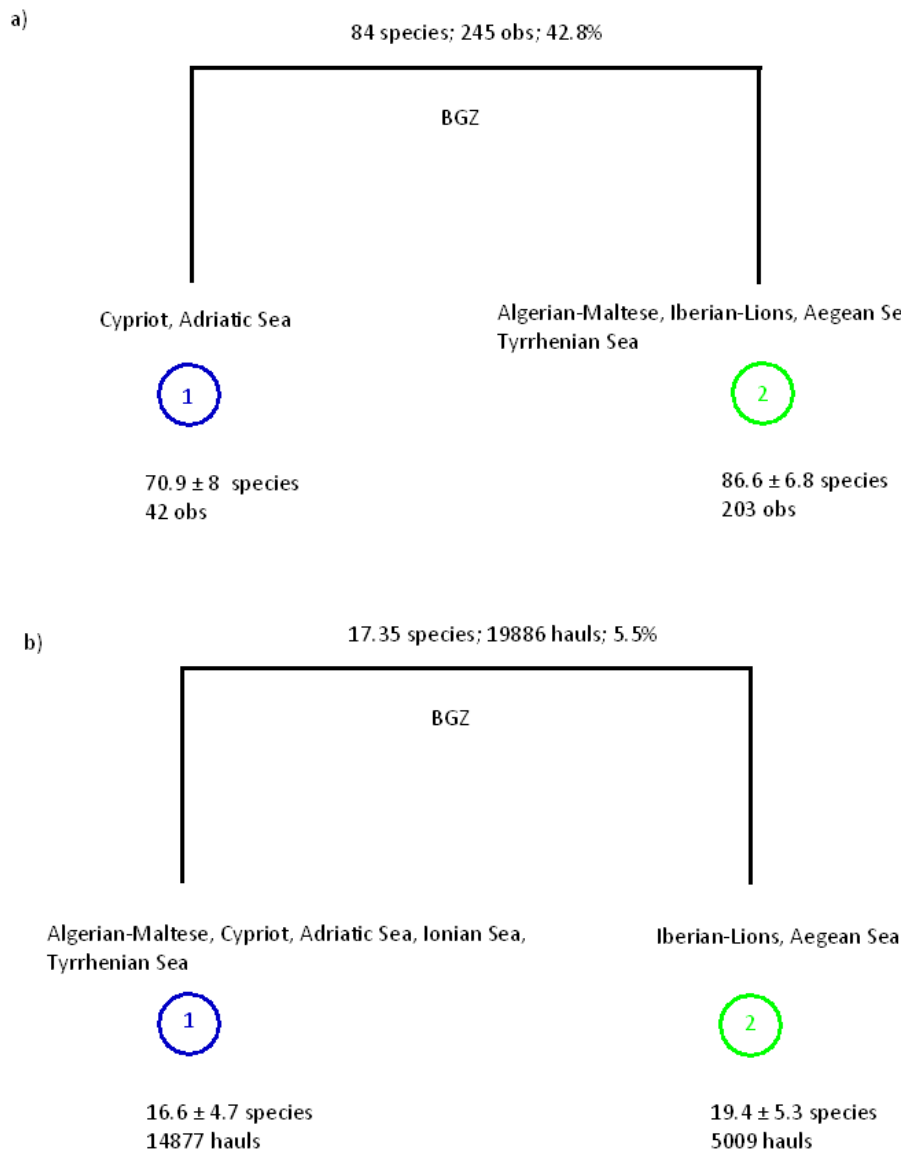 a)
84 species; 245 obs; 42.8%
BGZ
Cypriot, Adriatic Sea
Algerian-Maltese, Iberian-Lions, Aegean Se
Tyrrhenian Sea
1
2
70.9 ± 8 species
42 obs
86.6 ± 6.8 species
203 obs
b)
17.35 species; 19886 hauls; 5.5%
BGZ
Algerian-Maltese, Cypriot, Adriatic Sea, Ionian Sea,
Tyrrhenian Sea
Iberian-Lions, Aegean Sea
1
2
16.6 ± 4.7 species
14877 hauls
19.4 ± 5.3 species
5009 hauls